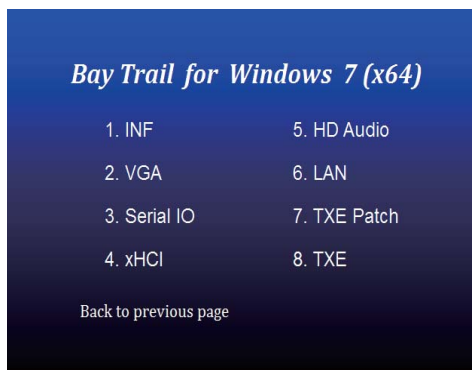 Bay Trail for Windows 7 (x64)
1. INF
2. VGA
3. Serial IO
4. xHCI
5. HD Audio
6. LAN
7. TXE Patch
8. TXE
Back to previous page